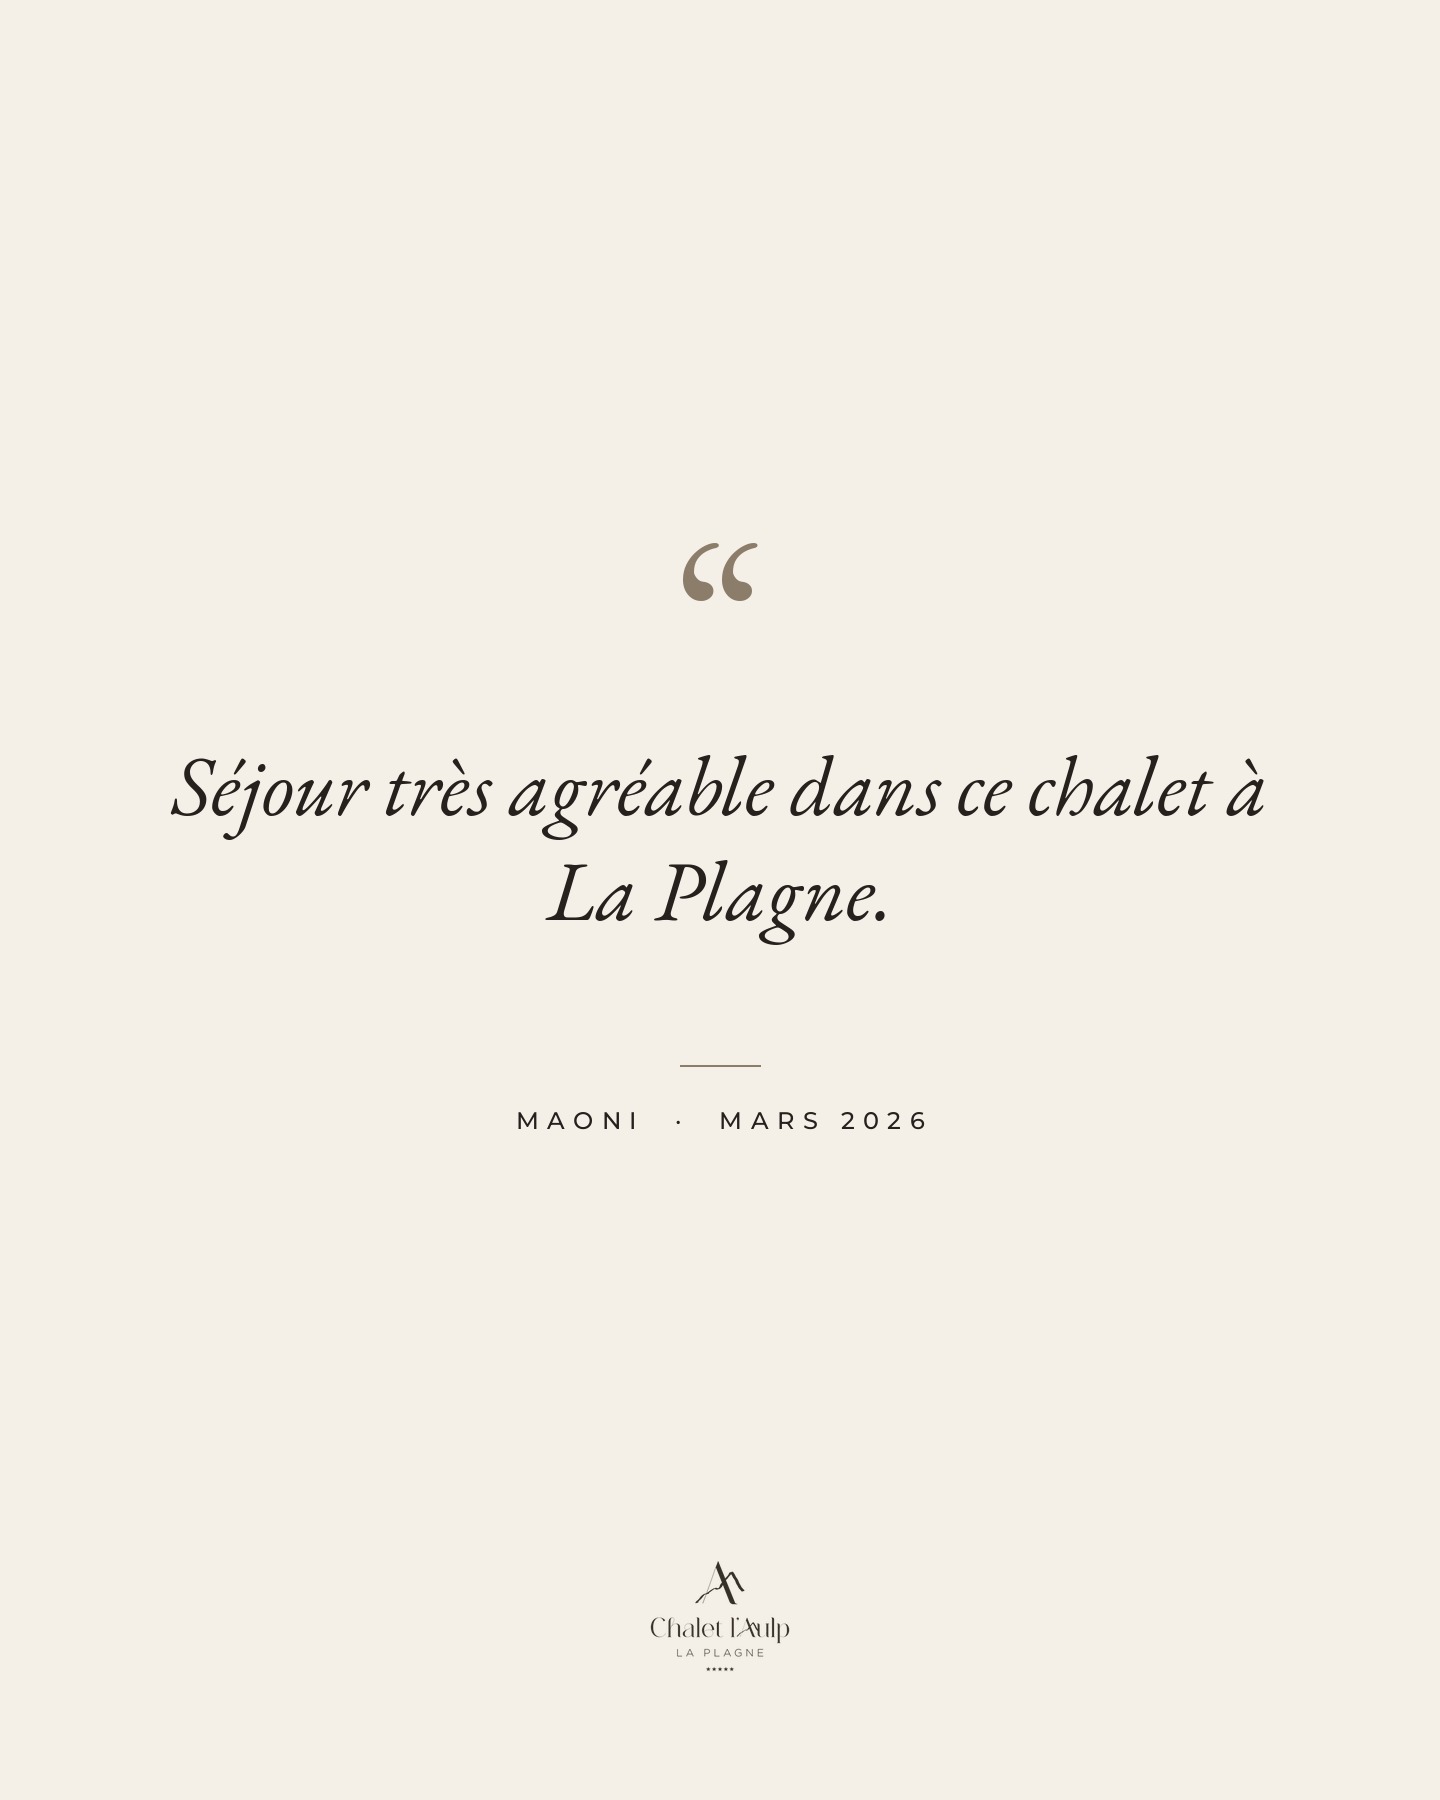 “
Séjour très agréable dans ce chalet à
La Plagne.
MAONI · MARS 2026
Chalet l'Aulp
LA PLAGNE
★★★★★